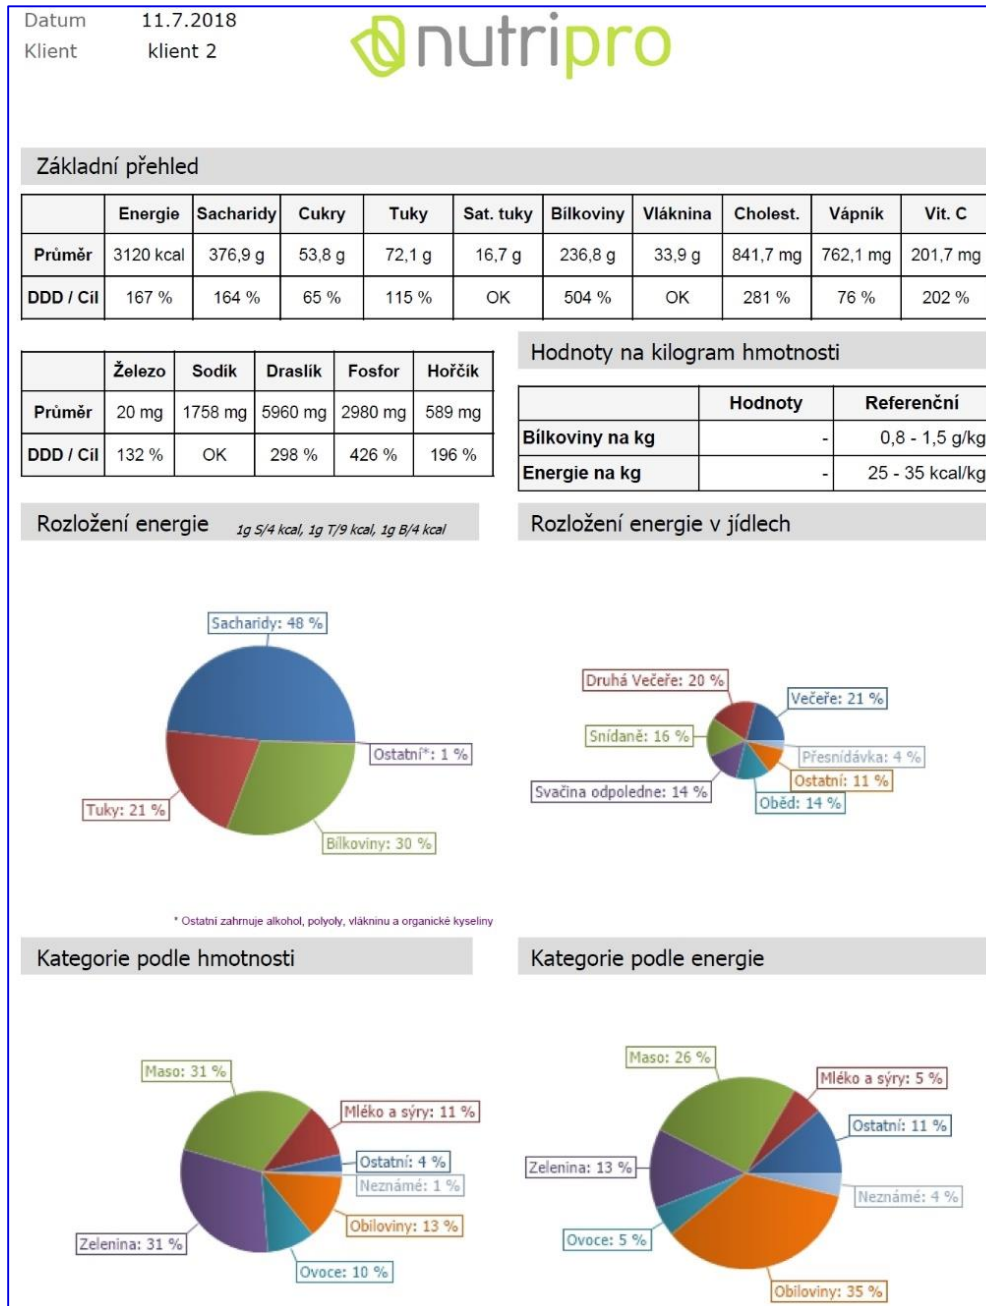 Datum 11.7.2018
Klient klient 2
nutripro
Základní přehled
Energie Sacharidy Cukry Tuky Sat. tuky Bílkoviny Vláknina Cholest. Vápník Vit. C
Průměr 3120 kcal 376,9 g 53,8 g 72,1 g 16,7 g 236,8 g 33,9 g 841,7 mg 762,1 mg 201,7 mg
DDD / Cíl 167 % 164 % 65 % 115 % OK 504 % OK 281 % 76 % 202 %
Železo Sodík Draslík Fosfor Hořčík
Průměr 20 mg 1758 mg 5960 mg 2980 mg 589 mg
DDD / Cíl 132 % OK 298 % 426 % 196 %
Hodnoty na kilogram hmotnosti
Hodnoty Referenční
Bílkoviny na kg - 0,8 - 1,5 g/kg
Energie na kg - 25 - 35 kcal/kg
Rozložení energie 1g S/4 kcal, 1g T/9 kcal, 1g B/4 kcal
Sacharidy: 48 %
Ostatní*: 1 %
Tuky: 21 %
Bílkoviny: 30 %
* Ostatní zahrnuje alkohol, polyoly, vlákninu a organické kyseliny
Rozložení energie v jídlech
Druhá Večeře: 20 %
Večeře: 21 %
Snídaně: 16 %
Přesnídávka: 4 %
Ostatní: 11 %
Svačina odpoledne: 14 %
Oběd: 14 %
Kategorie podle hmotnosti
Maso: 31 %
Mléko a sýry: 11 %
Ostatní: 4 %
Neznámé: 1 %
Obiloviny: 13 %
Zelenina: 31 %
Ovoce: 10 %
Kategorie podle energie
Maso: 26 %
Mléko a sýry: 5 %
Ostatní: 11 %
Zelenina: 13 %
Neznámé: 4 %
Ovoce: 5 %
Obiloviny: 35 %